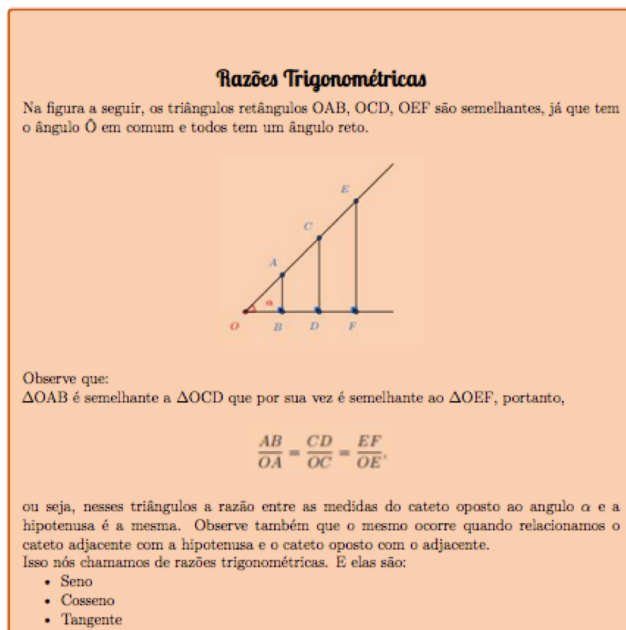 Razões Trigonométricas
Na figura a seguir, os triângulos retângulos OAB, OCD, OEF são semelhantes, já que tem
o ângulo Ô em comum e todos tem um ângulo reto.
E
C
A
α
O B D F
Observe que:
ΔOAB é semelhante a ΔOCD que por sua vez é semelhante ao ΔOEF, portanto,
AB/OA = CD/OC = EF/OE,
ou seja, nesses triângulos a razão entre as medidas do cateto oposto ao angulo α e a
hipotenusa é a mesma. Observe também que o mesmo ocorre quando relacionamos o
cateto adjacente com a hipotenusa e o cateto oposto com o adjacente.
Isso nós chamamos de razões trigonométricas. E elas são:
• Seno
• Cosseno
• Tangente